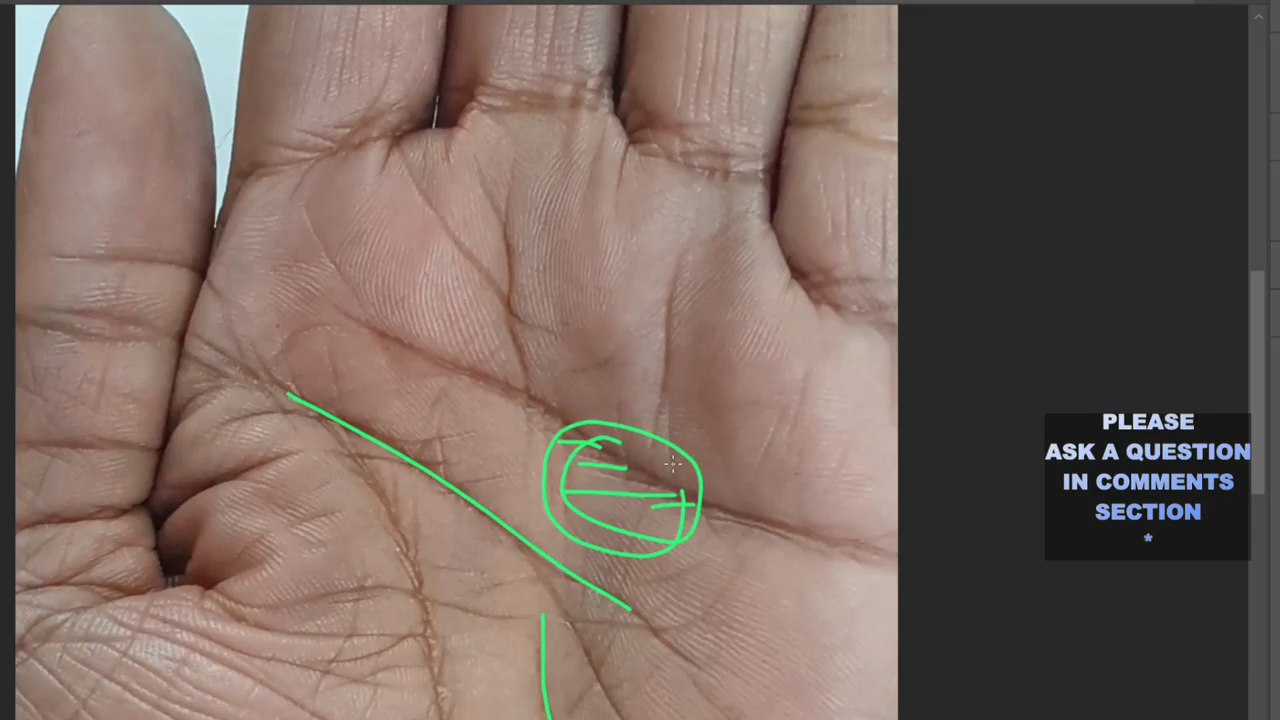 PLEASE
ASK A QUESTION
IN COMMENTS
SECTION
*